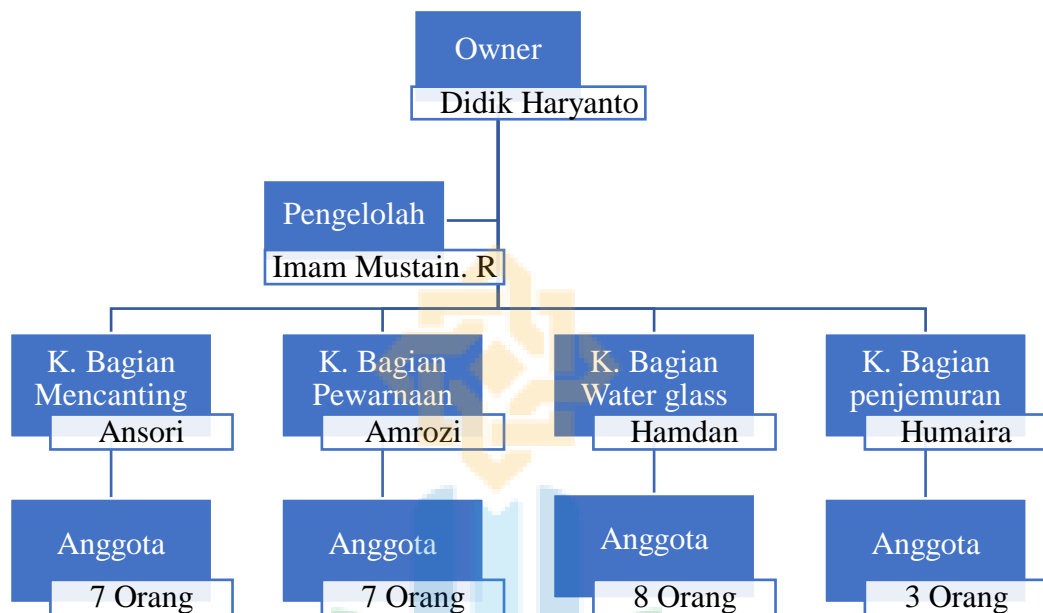 Owner
Didik Haryanto
Pengelolah
Imam Mustain. R
K. Bagian
Mencanting
Ansori
K. Bagian
Pewarnaan
Amrozi
K. Bagian
Water glass
Hamdan
K. Bagian
penjemuran
Humaira
Anggota
7 Orang
Anggota
7 Orang
Anggota
8 Orang
Anggota
3 Orang